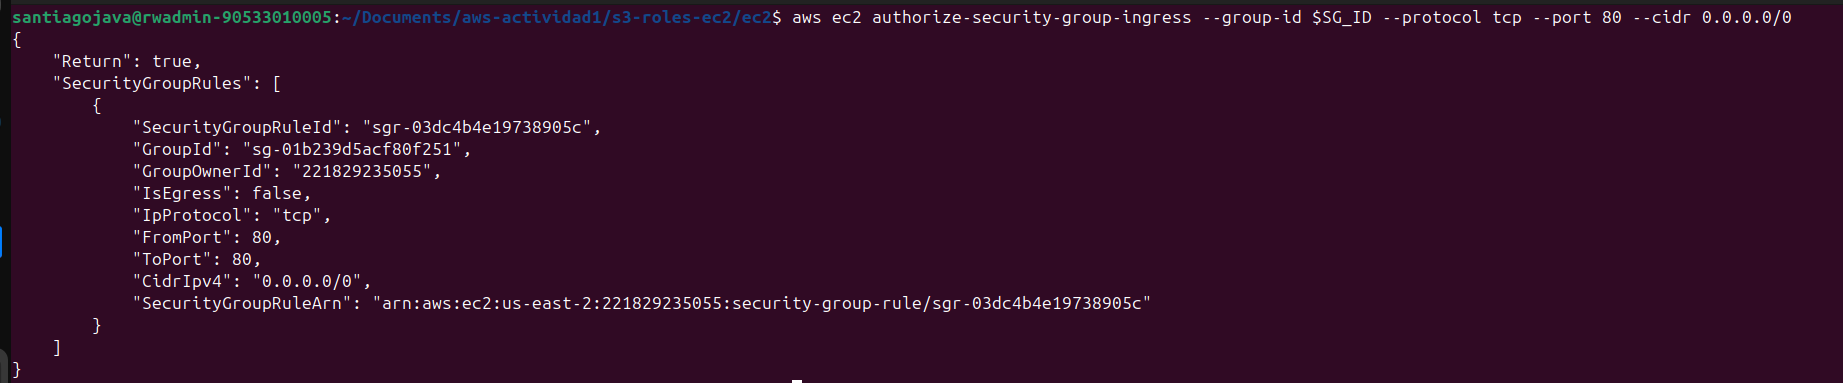 santiagojava@rwadmin-90533010005:~/Documents/aws-actividad1/s3-roles-ec2/ec2$ aws ec2 authorize-security-group-ingress --group-id $SG_ID --protocol tcp --port 80 --cidr 0.0.0.0/0
{
    "Return": true,
    "SecurityGroupRules": [
        {
            "SecurityGroupRuleId": "sgr-03dc4b4e19738905c",
            "GroupId": "sg-01b239d5acf80f251",
            "GroupOwnerId": "221829235055",
            "IsEgress": false,
            "IpProtocol": "tcp",
            "FromPort": 80,
            "ToPort": 80,
            "CidrIpv4": "0.0.0.0/0",
            "SecurityGroupRuleArn": "arn:aws:ec2:us-east-2:221829235055:security-group-rule/sgr-03dc4b4e19738905c"
        }
    ]
}